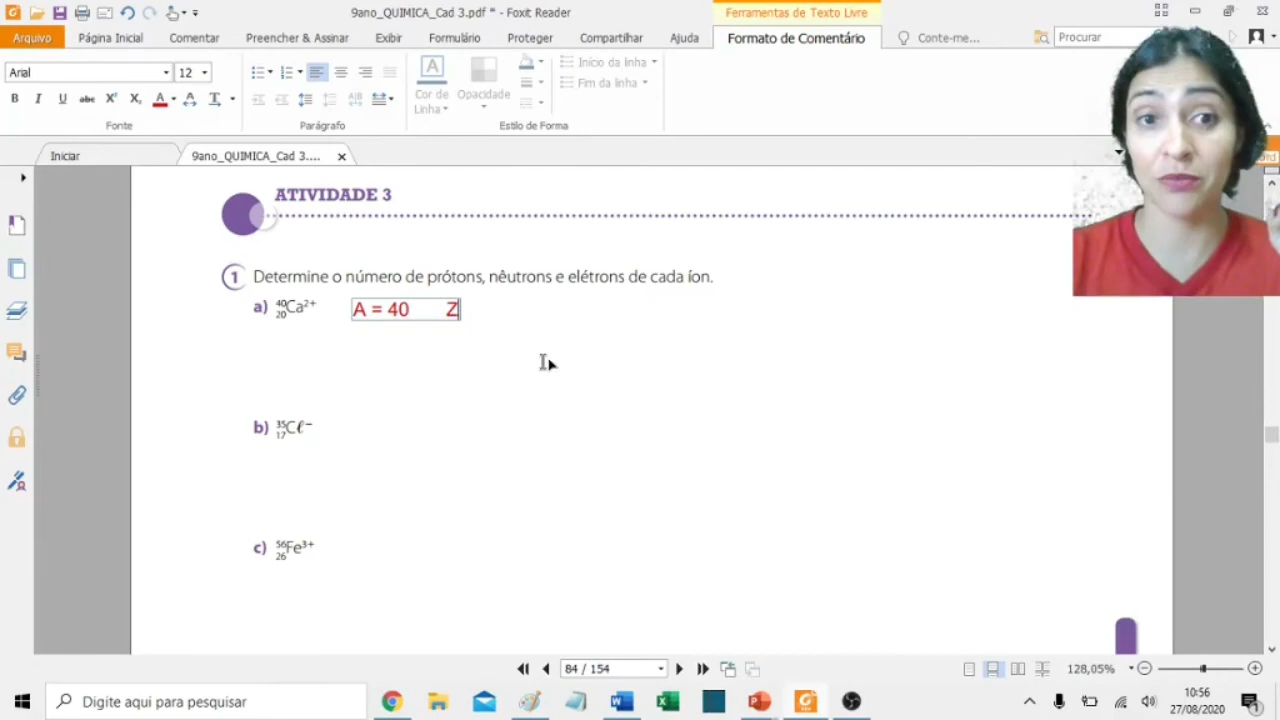 9ano_QUIMICA_Cad 3.pdf * - Foxit Reader
Ferramentas de Texto Livre
Arquivo
Página Inicial
Comentar
Preencher & Assinar
Exibir
Formulário
Proteger
Compartilhar
Ajuda
Formato de Comentário
Conte-me...
Procurar
Arial
12
Cor de Linha
Opacidade
Início da linha
Fim da linha
Fonte
Parágrafo
Estilo de Forma
Iniciar
9ano_QUIMICA_Cad 3....
ATIVIDADE 3
1 Determine o número de prótons, nêutrons e elétrons de cada íon.
a) ⁴⁰₂₀Ca²⁺ A = 40 Z
b) ³⁵₁₇Cℓ⁻
c) ⁵⁶₂₆Fe³⁺
84 / 154
128,05%
Digite aqui para pesquisar
10:56
27/08/2020